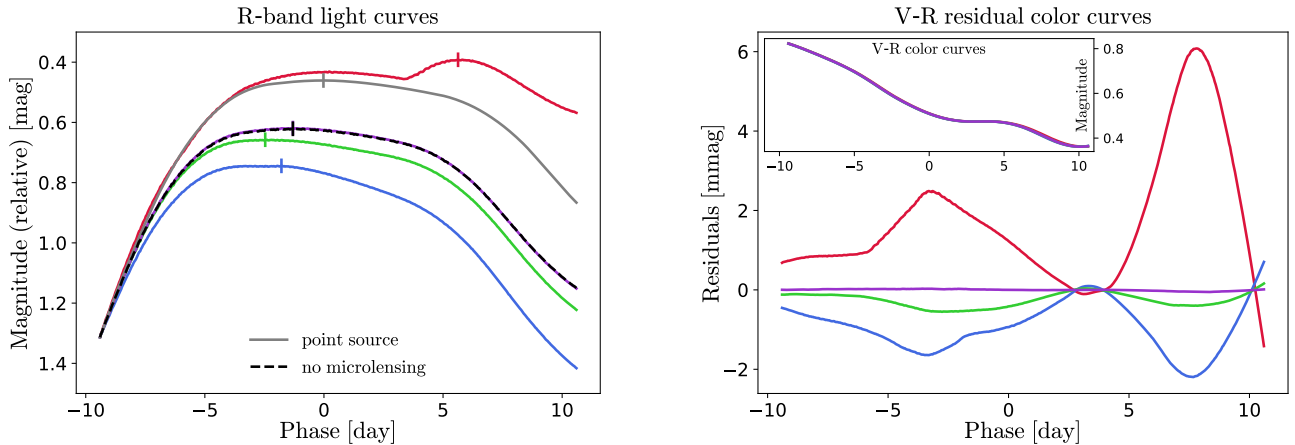 R-band light curves
Magnitude (relative) [mag]
0.4
0.6
0.8
1.0
1.2
1.4
point source
no microlensing
−10 −5 0 5 10
Phase [day]
V-R residual color curves
Residuals [mmag]
6
4
2
0
−2
V-R color curves
Magnitude
0.8
0.6
0.4
−10 −5 0 5 10
−10 −5 0 5 10
Phase [day]